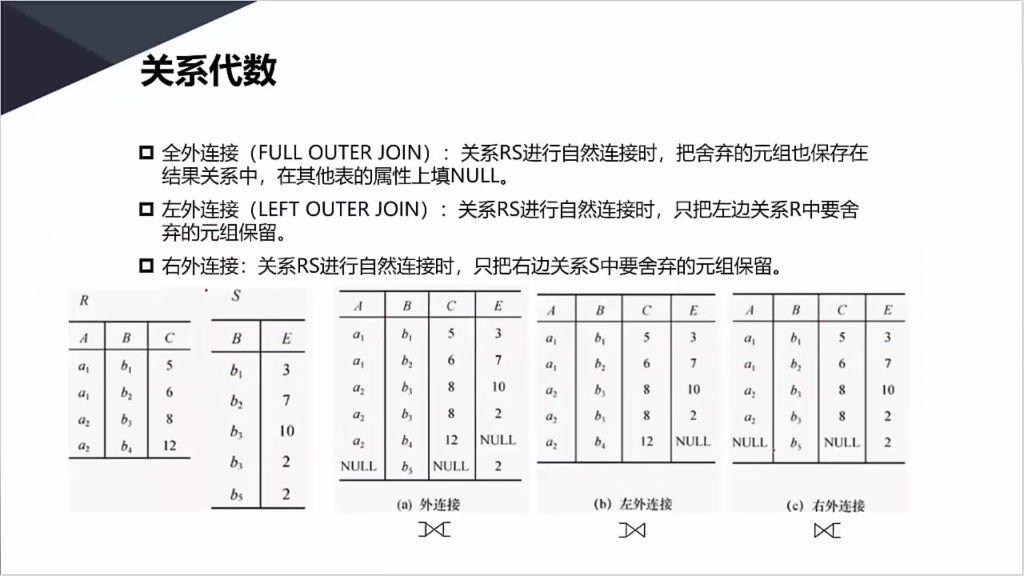 关系代数
全外连接（FULL OUTER JOIN）：关系RS进行自然连接时，把舍弃的元组也保存在
结果关系中，在其他表的属性上填NULL。
左外连接（LEFT OUTER JOIN）：关系RS进行自然连接时，只把左边关系R中要舍
弃的元组保留。
右外连接：关系RS进行自然连接时，只把右边关系S中要舍弃的元组保留。
R
A B C
a₁ b₁ 5
a₁ b₂ 6
a₂ b₃ 8
a₂ b₄ 12
S
B E
b₁ 3
b₂ 7
b₃ 10
b₃ 2
b₅ 2
A B C E
a₁ b₁ 5 3
a₁ b₂ 6 7
a₂ b₃ 8 10
a₂ b₃ 8 2
a₂ b₄ 12 NULL
NULL b₅ NULL 2
(a) 外连接
A B C E
a₁ b₁ 5 3
a₁ b₂ 6 7
a₂ b₃ 8 10
a₂ b₃ 8 2
a₂ b₄ 12 NULL
(b) 左外连接
A B C E
a₁ b₁ 5 3
a₁ b₂ 6 7
a₂ b₃ 8 10
a₂ b₃ 8 2
NULL b₅ NULL 2
(c) 右外连接
⟗ ⟕ ⟖